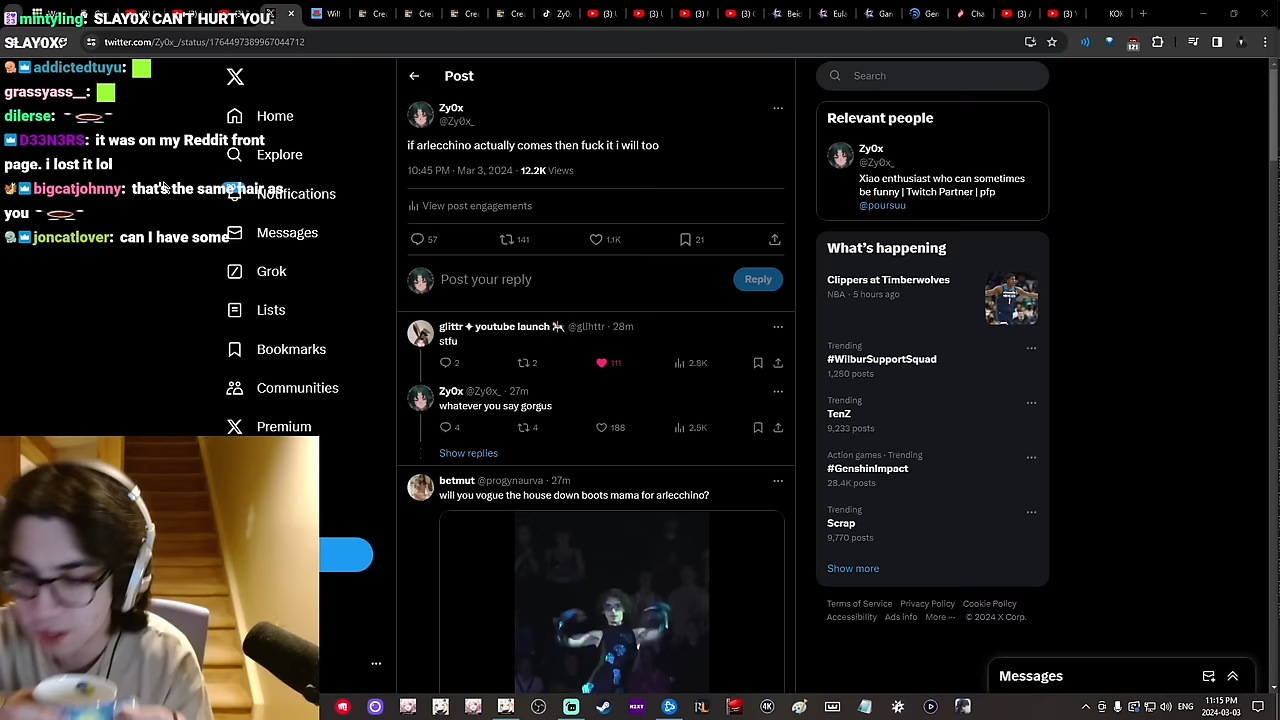 mintyling: SLAY0X CAN'T HURT YOU.
SLAY0X
twitter.com/Zy0x_/status/1764497389967044712
addictedtuyu:
grassyass__:
dilerse:
D33N3RS: it was on my Reddit front
page. i lost it lol
bigcatjohnny: that's the same hair as
you
joncatlover: can I have some
Home
Explore
Notifications
Messages
Grok
Lists
Bookmarks
Communities
Premium
Post
Zy0x
@Zy0x_
if arlecchino actually comes then fuck it i will too
10:45 PM · Mar 3, 2024 · 12.2K Views
View post engagements
57 141 1.1K 21
Post your reply
Reply
glittr youtube launch @glihttr · 28m
stfu
2 2 111 2.8K
Zy0x @Zy0x_ · 27m
whatever you say gorgus
4 4 188 2.5K
Show replies
betmut @progynaurva · 27m
will you vogue the house down boots mama for arlecchino?
Search
Relevant people
Zy0x
@Zy0x_
Xiao enthusiast who can sometimes
be funny | Twitch Partner | pfp
@poursuu
What's happening
Clippers at Timberwolves
NBA · 5 hours ago
Trending
#WilburSupportSquad
1,280 posts
Trending
TenZ
9,233 posts
Action games · Trending
#GenshinImpact
28.4K posts
Trending
Scrap
9,770 posts
Show more
Terms of Service Privacy Policy Cookie Policy
Accessibility Ads info More ··· © 2024 X Corp.
Messages
11:15 PM
2024-03-03